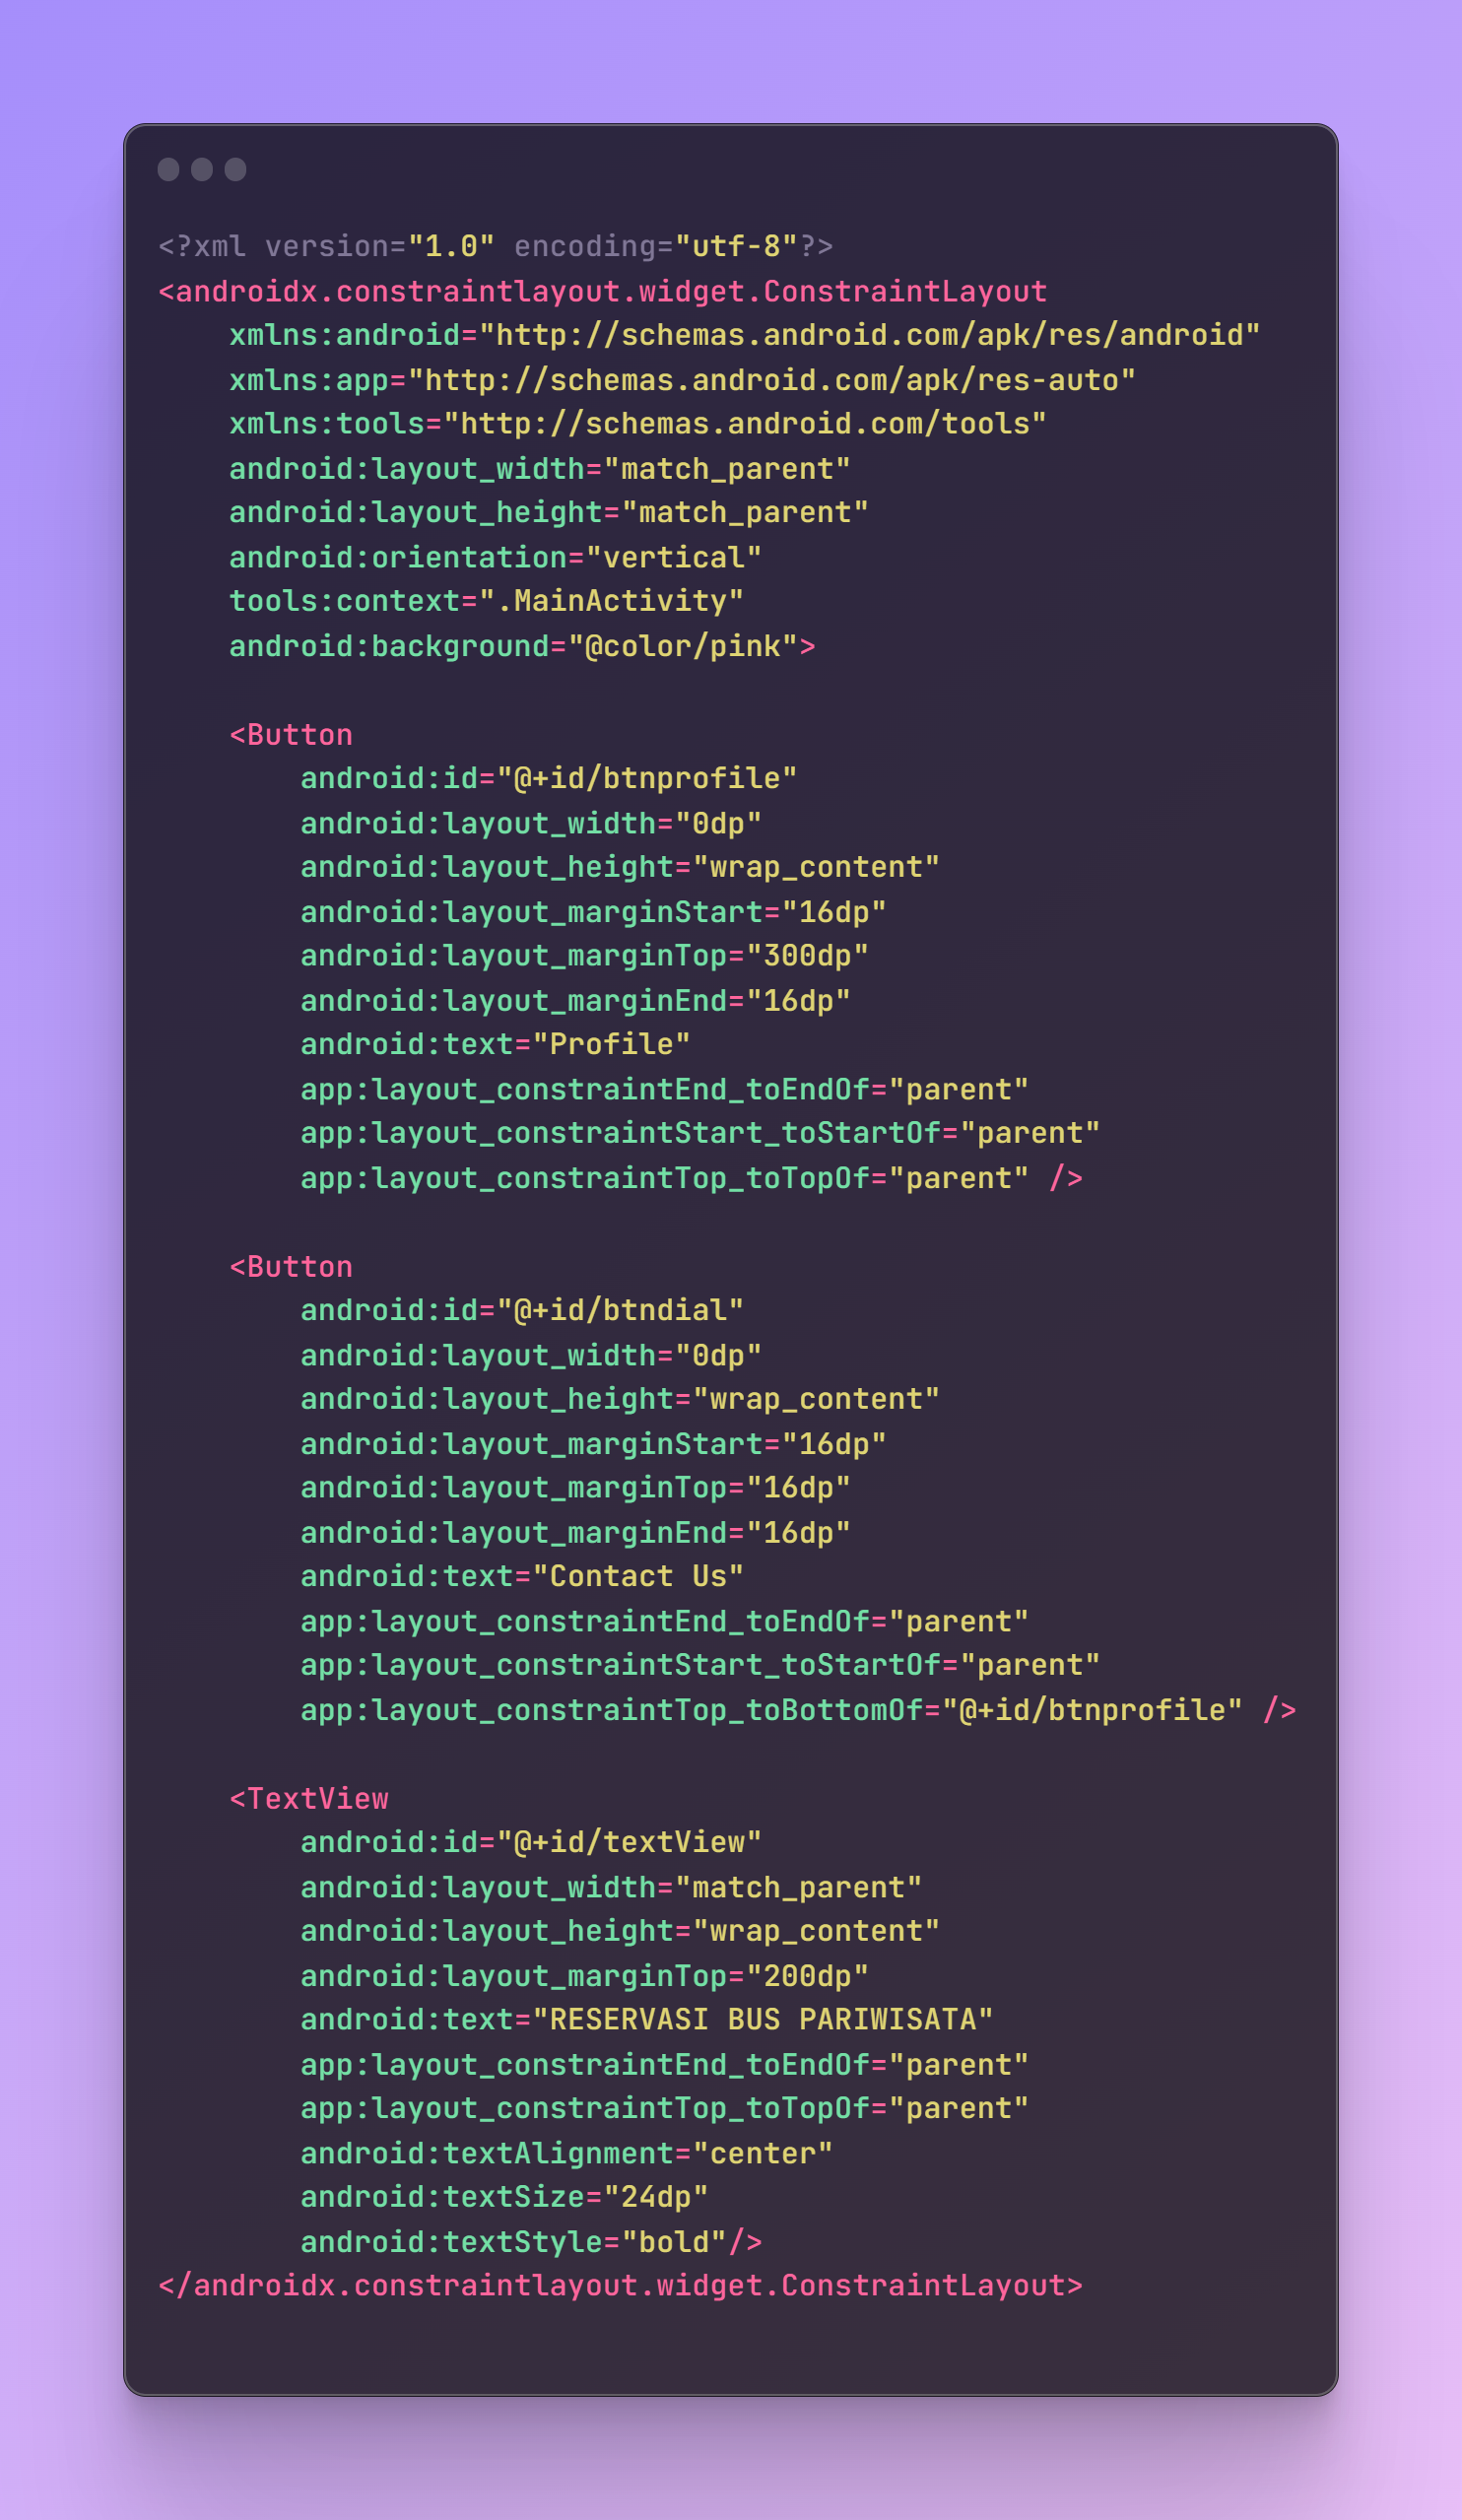 <?xml version="1.0" encoding="utf-8"?>
<androidx.constraintlayout.widget.ConstraintLayout
    xmlns:android="http://schemas.android.com/apk/res/android"
    xmlns:app="http://schemas.android.com/apk/res-auto"
    xmlns:tools="http://schemas.android.com/tools"
    android:layout_width="match_parent"
    android:layout_height="match_parent"
    android:orientation="vertical"
    tools:context=".MainActivity"
    android:background="@color/pink">

    <Button
        android:id="@+id/btnprofile"
        android:layout_width="0dp"
        android:layout_height="wrap_content"
        android:layout_marginStart="16dp"
        android:layout_marginTop="300dp"
        android:layout_marginEnd="16dp"
        android:text="Profile"
        app:layout_constraintEnd_toEndOf="parent"
        app:layout_constraintStart_toStartOf="parent"
        app:layout_constraintTop_toTopOf="parent" />

    <Button
        android:id="@+id/btndial"
        android:layout_width="0dp"
        android:layout_height="wrap_content"
        android:layout_marginStart="16dp"
        android:layout_marginTop="16dp"
        android:layout_marginEnd="16dp"
        android:text="Contact Us"
        app:layout_constraintEnd_toEndOf="parent"
        app:layout_constraintStart_toStartOf="parent"
        app:layout_constraintTop_toBottomOf="@+id/btnprofile" />

    <TextView
        android:id="@+id/textView"
        android:layout_width="match_parent"
        android:layout_height="wrap_content"
        android:layout_marginTop="200dp"
        android:text="RESERVASI BUS PARIWISATA"
        app:layout_constraintEnd_toEndOf="parent"
        app:layout_constraintTop_toTopOf="parent"
        android:textAlignment="center"
        android:textSize="24dp"
        android:textStyle="bold"/>
</androidx.constraintlayout.widget.ConstraintLayout>